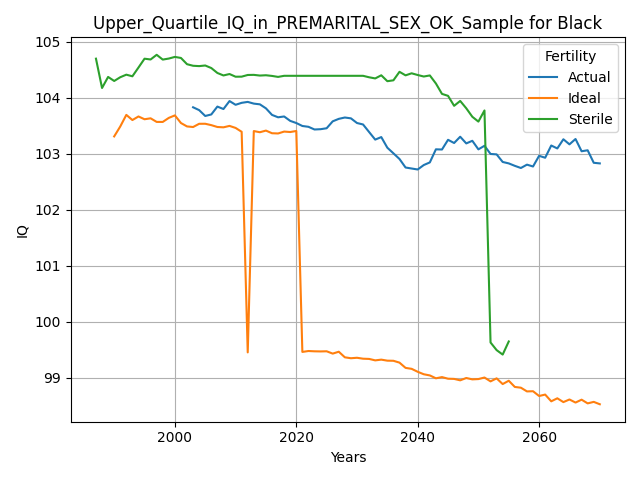 Upper_Quartile_IQ_in_PREMARITAL_SEX_OK_Sample for Black
Fertility
Actual
Ideal
Sterile
105
104
103
102
101
100
99
IQ
2000
2020
2040
2060
Years